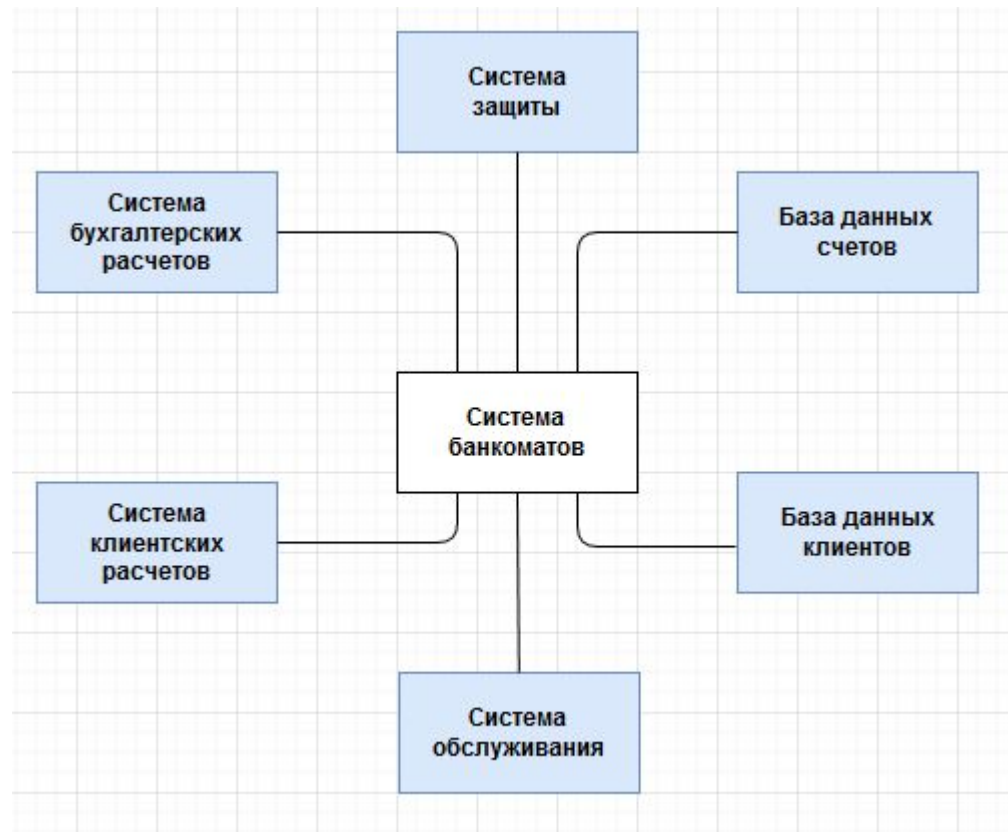 Система
защиты
Система
бухгалтерских
расчетов
База данных
счетов
Система
банкоматов
Система
клиентских
расчетов
База данных
клиентов
Система
обслуживания